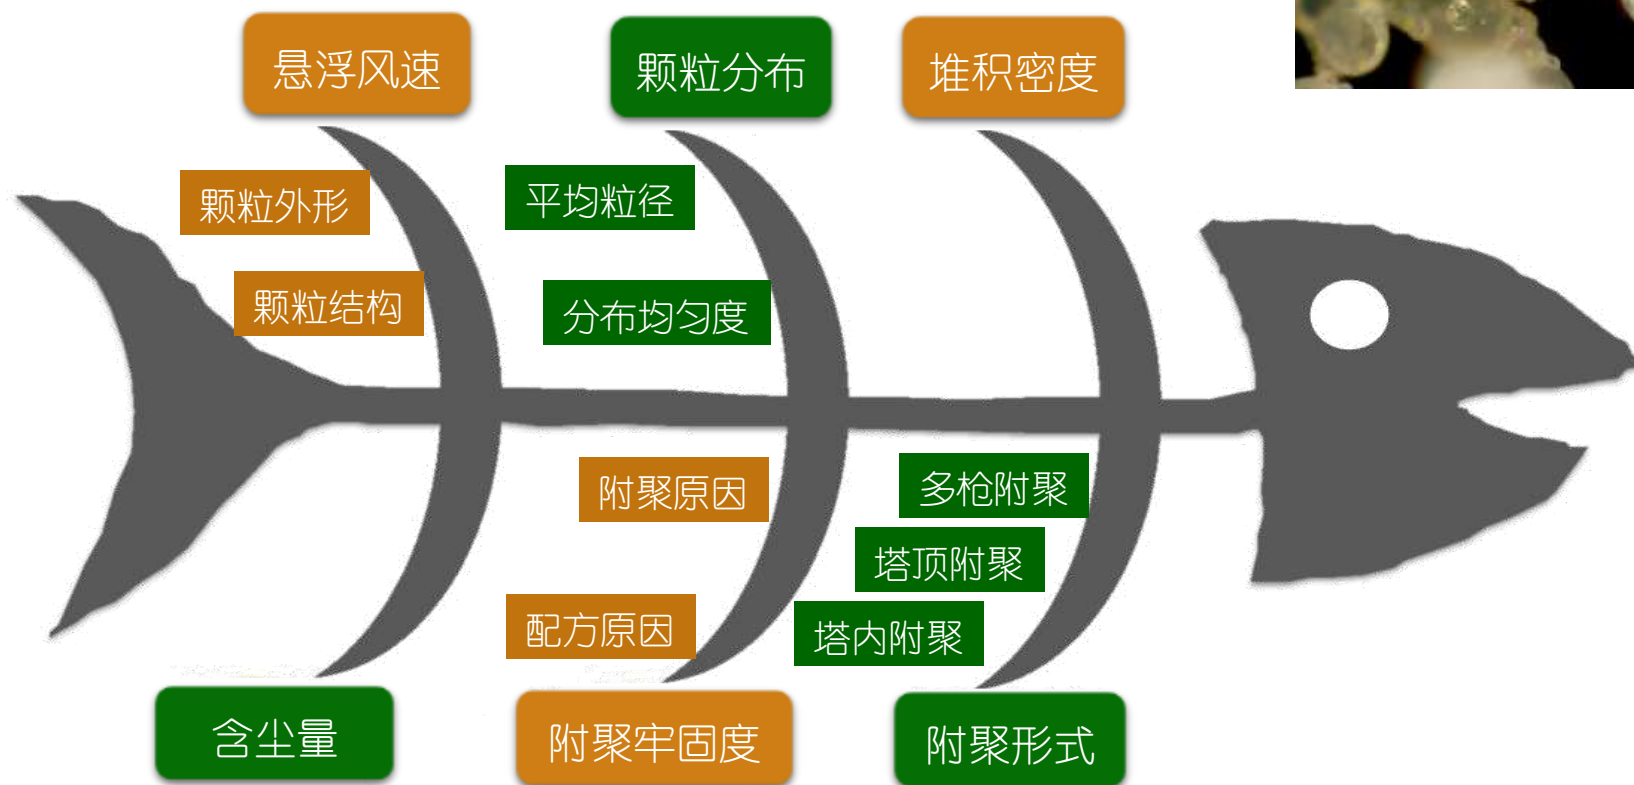 悬浮风速
颗粒分布
堆积密度
颗粒外形
平均粒径
颗粒结构
分布均匀度
附聚原因
多枪附聚
塔顶附聚
配方原因
塔内附聚
含尘量
附聚牢固度
附聚形式